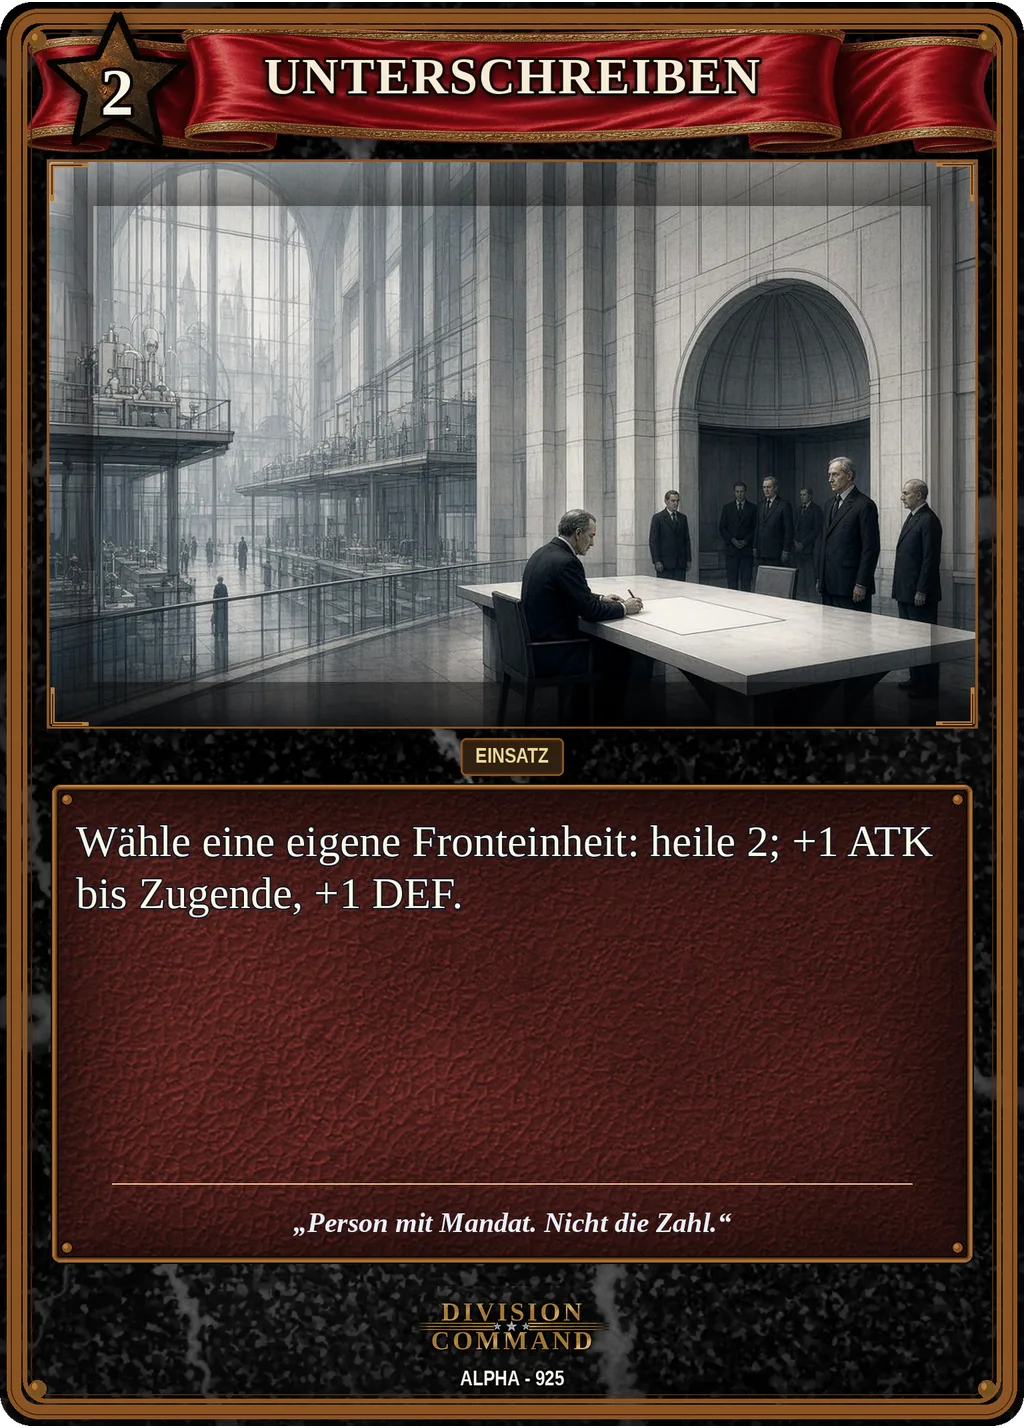 2
UNTERSCHREIBEN
EINSATZ
Wähle eine eigene Fronteinheit: heile 2; +1 ATK
bis Zugende, +1 DEF.
„Person mit Mandat. Nicht die Zahl.“
DIVISION
COMMAND
ALPHA - 925